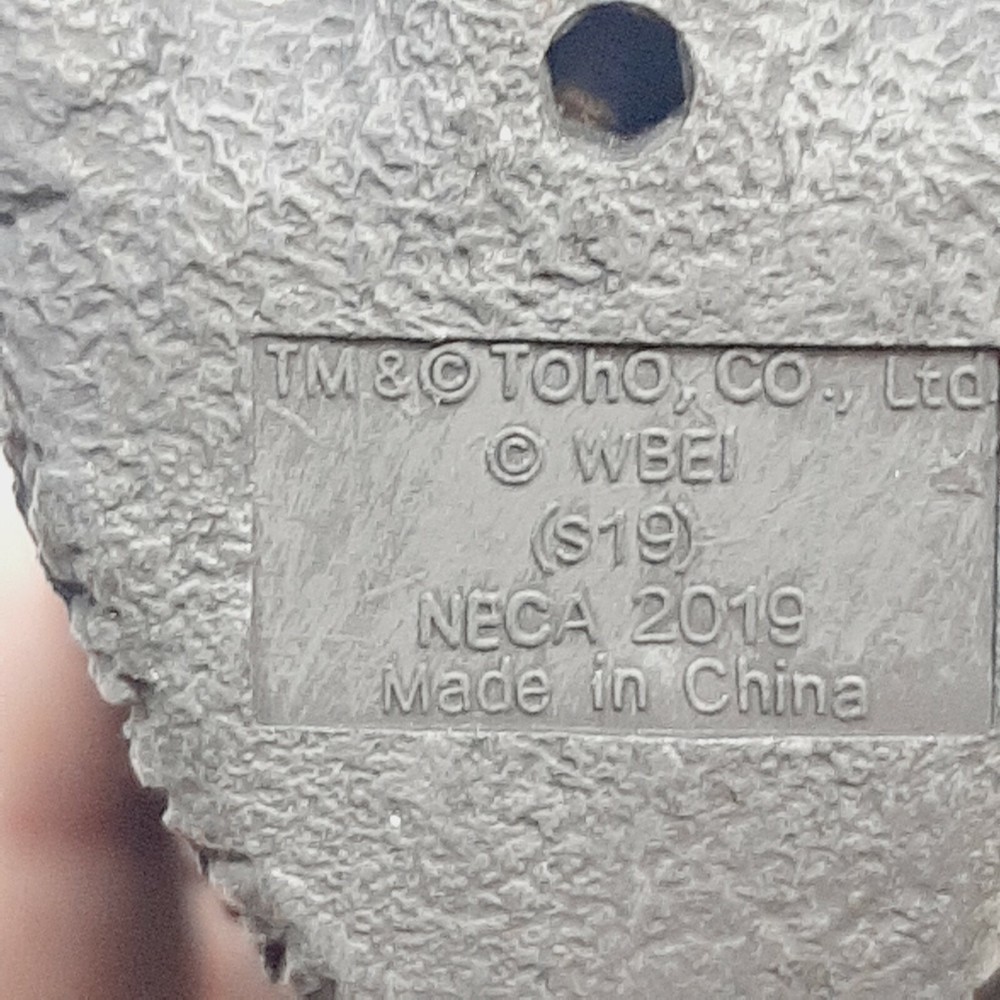 TM & © TOhO, CO., Ltd.
© WBEI
(S19)
NECA 2019
Made in China